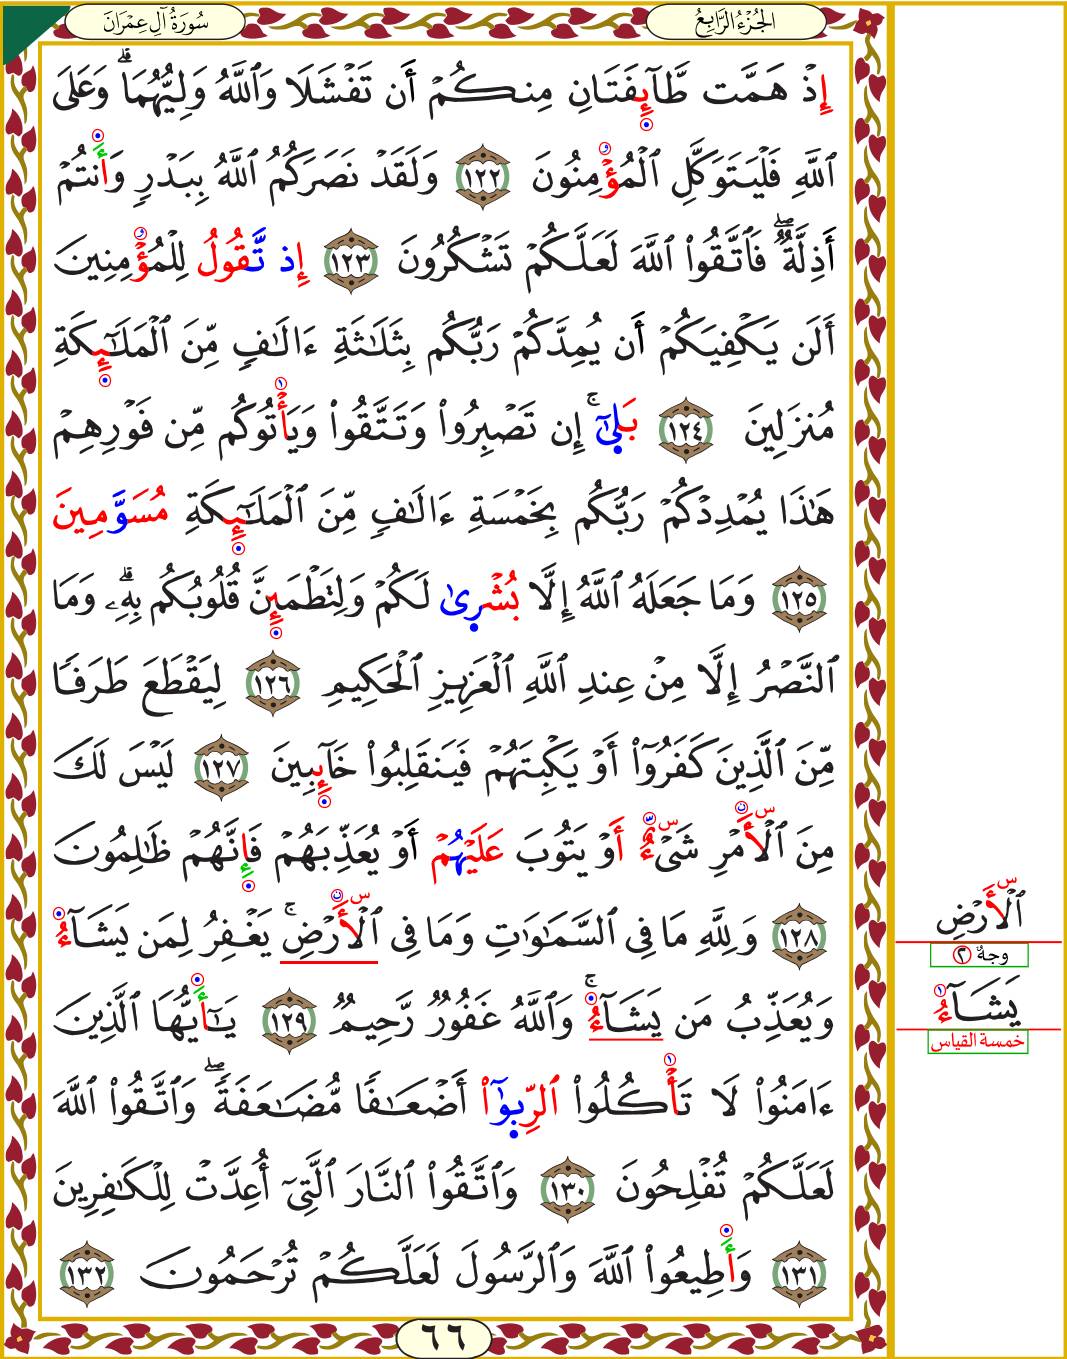 سُورَةُ آلِ عِمْرَان
الجُزْءُ الرَّابِعُ
إِذۡ هَمَّت طَّآئِفَتَانِ مِنكُمۡ أَن تَفۡشَلَا وَٱللَّهُ وَلِيُّهُمَاۗ وَعَلَى
ٱللَّهِ فَلۡيَتَوَكَّلِ ٱلۡمُؤۡمِنُونَ ١٢٢ وَلَقَدۡ نَصَرَكُمُ ٱللَّهُ بِبَدۡرٖ وَأَنتُمۡ
أَذِلَّةٞۖ فَٱتَّقُواْ ٱللَّهَ لَعَلَّكُمۡ تَشۡكُرُونَ ١٢٣ إِذ تَّقُولُ لِلۡمُؤۡمِنِينَ
أَلَن يَكۡفِيَكُمۡ أَن يُمِدَّكُمۡ رَبُّكُم بِثَلَٰثَةِ ءَالَٰفٖ مِّنَ ٱلۡمَلَٰٓئِكَةِ
مُنزَلِينَ ١٢٤ بَلَىٰٓۚ إِن تَصۡبِرُواْ وَتَتَّقُواْ وَيَأۡتُوكُم مِّن فَوۡرِهِمۡ
هَٰذَا يُمۡدِدۡكُمۡ رَبُّكُم بِخَمۡسَةِ ءَالَٰفٖ مِّنَ ٱلۡمَلَٰٓئِكَةِ مُسَوَّمِينَ
١٢٥ وَمَا جَعَلَهُ ٱللَّهُ إِلَّا بُشۡرَىٰ لَكُمۡ وَلِتَطۡمَئِنَّ قُلُوبُكُم بِهِۦۗ وَمَا
ٱلنَّصۡرُ إِلَّا مِنۡ عِندِ ٱللَّهِ ٱلۡعَزِيزِ ٱلۡحَكِيمِ ١٢٦ لِيَقۡطَعَ طَرَفٗا
مِّنَ ٱلَّذِينَ كَفَرُوٓاْ أَوۡ يَكۡبِتَهُمۡ فَيَنقَلِبُواْ خَآئِبِينَ ١٢٧ لَيۡسَ لَكَ
مِنَ ٱلۡأَمۡرِ شَيۡءٌ أَوۡ يَتُوبَ عَلَيۡهُمۡ أَوۡ يُعَذِّبَهُمۡ فَإِنَّهُمۡ ظَٰلِمُونَ
١٢٨ وَلِلَّهِ مَا فِي ٱلسَّمَٰوَٰتِ وَمَا فِي ٱلۡأَرۡضِۚ يَغۡفِرُ لِمَن يَشَآءُ
وَيُعَذِّبُ مَن يَشَآءُۚ وَٱللَّهُ غَفُورٞ رَّحِيمٞ ١٢٩ يَٰٓأَيُّهَا ٱلَّذِينَ
ءَامَنُواْ لَا تَأۡكُلُواْ ٱلرِّبَوٰٓاْ أَضۡعَٰفٗا مُّضَٰعَفَةٗۖ وَٱتَّقُواْ ٱللَّهَ
لَعَلَّكُمۡ تُفۡلِحُونَ ١٣٠ وَٱتَّقُواْ ٱلنَّارَ ٱلَّتِيٓ أُعِدَّتۡ لِلۡكَٰفِرِينَ
١٣١ وَأَطِيعُواْ ٱللَّهَ وَٱلرَّسُولَ لَعَلَّكُمۡ تُرۡحَمُونَ ١٣٢
ٱلۡأَرۡضِ
وجهٌ ٢
يَشَآءُ
خمسة القياس
٦٦